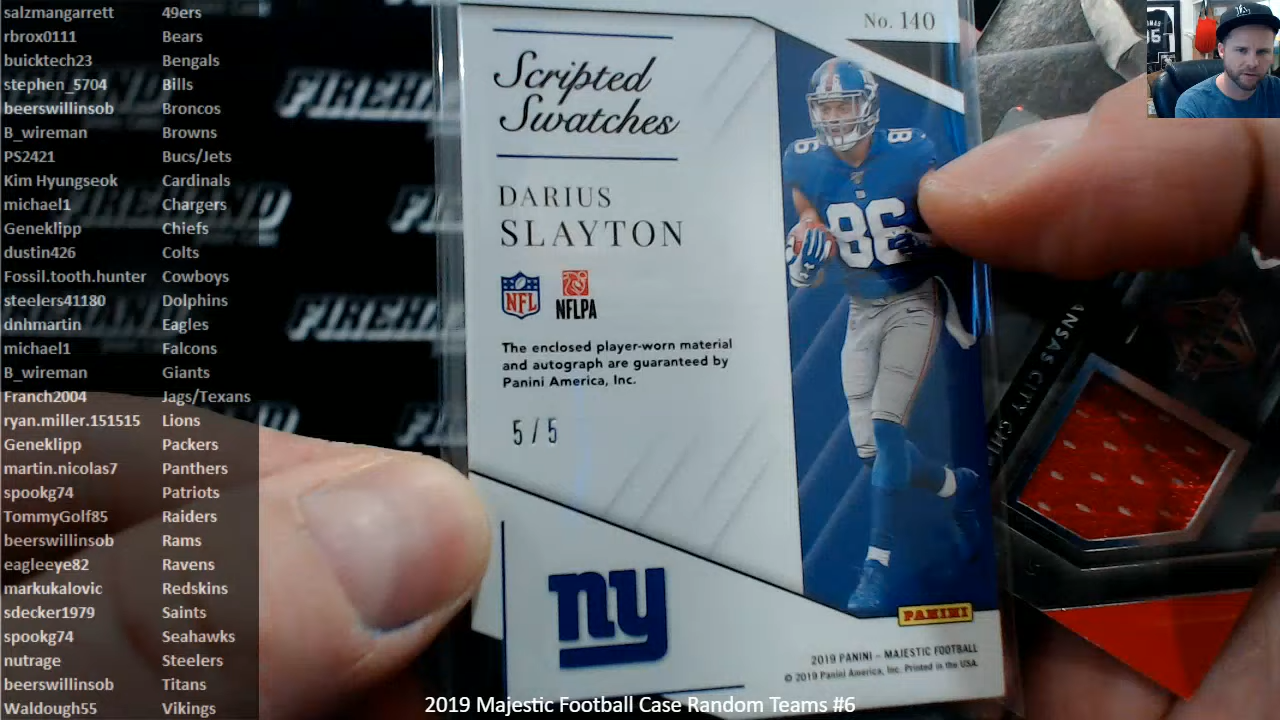 salzmangarrett 49ers
rbrox0111 Bears
buicktech23 Bengals
stephen_5704 Bills
beerswillinsob Broncos
B_wireman Browns
PS2421 Bucs/Jets
Kim Hyungseok Cardinals
michael1 Chargers
Geneklipp Chiefs
dustin426 Colts
Fossil.tooth.hunter Cowboys
steelers41180 Dolphins
dnhmartin Eagles
michael1 Falcons
B_wireman Giants
Franch2004 Jags/Texans
ryan.miller.151515 Lions
Geneklipp Packers
martin.nicolas7 Panthers
spookg74 Patriots
TommyGolf85 Raiders
beerswillinsob Rams
eagleeye82 Ravens
markukalovic Redskins
sdecker1979 Saints
spookg74 Seahawks
nutrage Steelers
beerswillinsob Titans
Waldough55 Vikings
No. 140
Scripted
Swatches
DARIUS
SLAYTON
NFL NFLPA
The enclosed player-worn material
and autograph are guaranteed by
Panini America, Inc.
5/5
ny
86
86
PANINI
2019 PANINI – MAJESTIC FOOTBALL
© 2019 Panini America, Inc. Printed in the USA.
2019 Majestic Football Case Random Teams #6